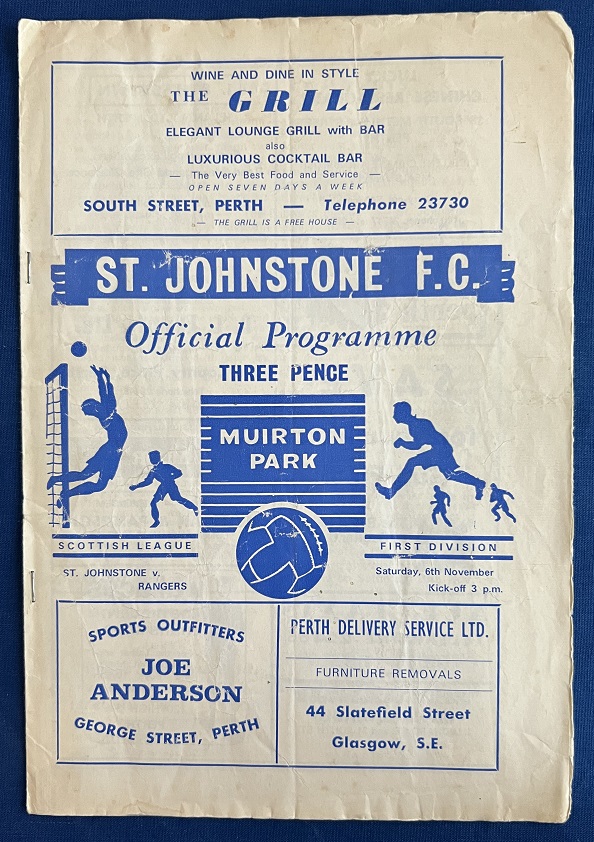 WINE AND DINE IN STYLE
THE GRILL
ELEGANT LOUNGE GRILL with BAR
also
LUXURIOUS COCKTAIL BAR
— The Very Best Food and Service —
OPEN SEVEN DAYS A WEEK
SOUTH STREET, PERTH — Telephone 23730
— THE GRILL IS A FREE HOUSE —
ST. JOHNSTONE F.C.
Official Programme
THREE PENCE
MUIRTON
PARK
SCOTTISH LEAGUE
FIRST DIVISION
ST. JOHNSTONE v.
RANGERS
Saturday, 6th November
Kick-off 3 p.m.
SPORTS OUTFITTERS
JOE
ANDERSON
GEORGE STREET, PERTH
PERTH DELIVERY SERVICE LTD.
FURNITURE REMOVALS
44 Slatefield Street
Glasgow, S.E.